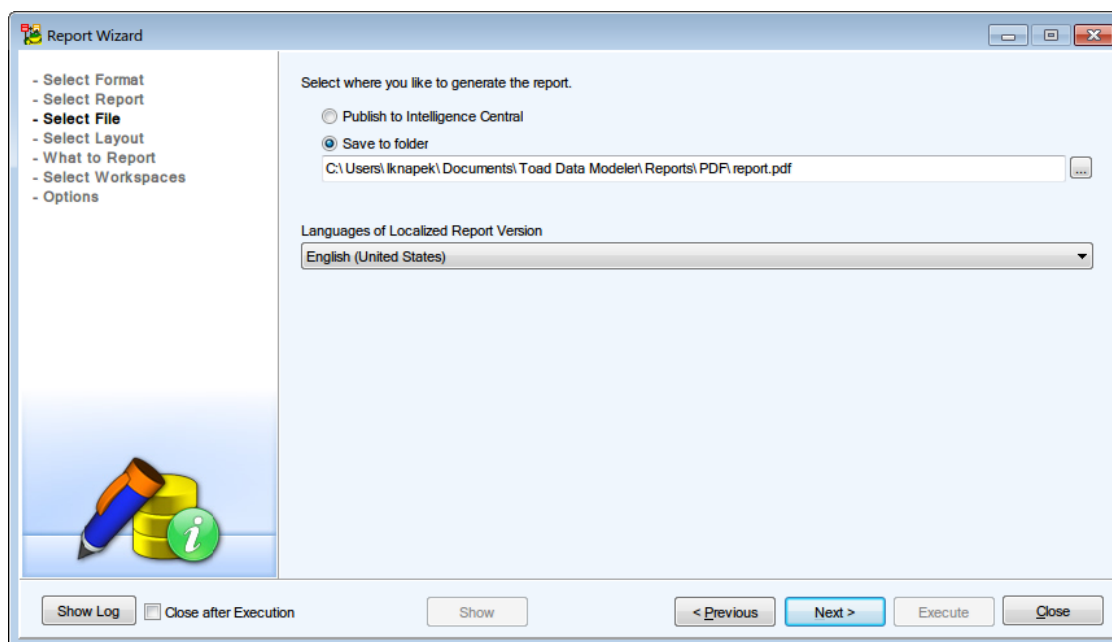 Report Wizard
- Select Format
- Select Report
- Select File
- Select Layout
- What to Report
- Select Workspaces
- Options
Select where you like to generate the report.
Publish to Intelligence Central
Save to folder
C:\Users\lknapek\Documents\Toad Data Modeler\Reports\PDF\report.pdf
...
Languages of Localized Report Version
English (United States)
Show Log
Close after Execution
Show
< Previous
Next >
Execute
Close